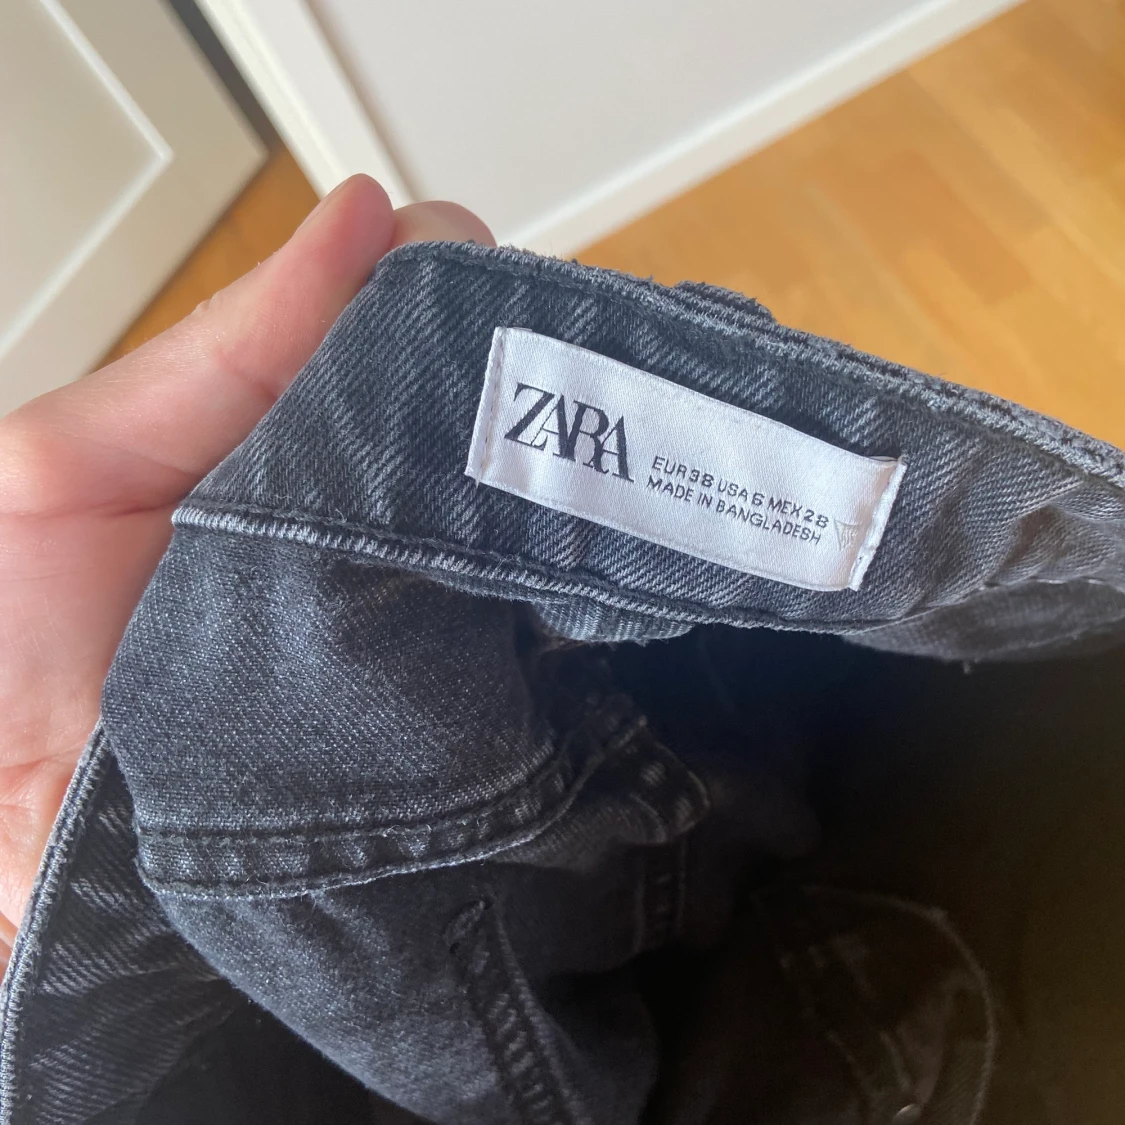 ZARA
EUR 38 USA 6 MEX 28
MADE IN BANGLADESH